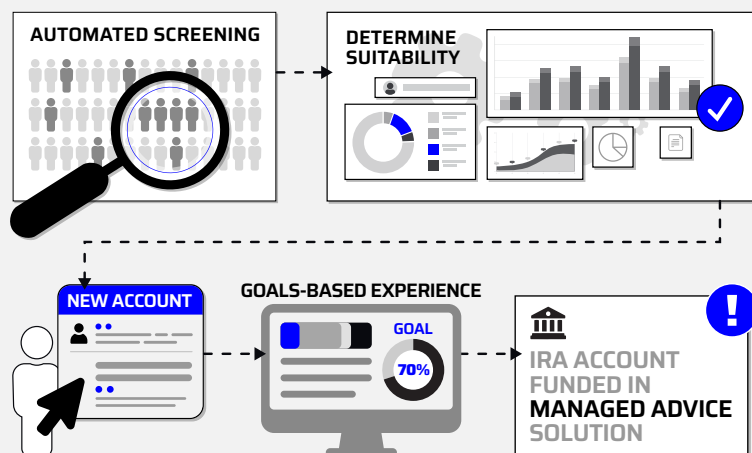 AUTOMATED SCREENING
DETERMINE
SUITABILITY
NEW ACCOUNT
GOALS-BASED EXPERIENCE
GOAL
70%
!
IRA ACCOUNT
FUNDED IN
MANAGED ADVICE
SOLUTION